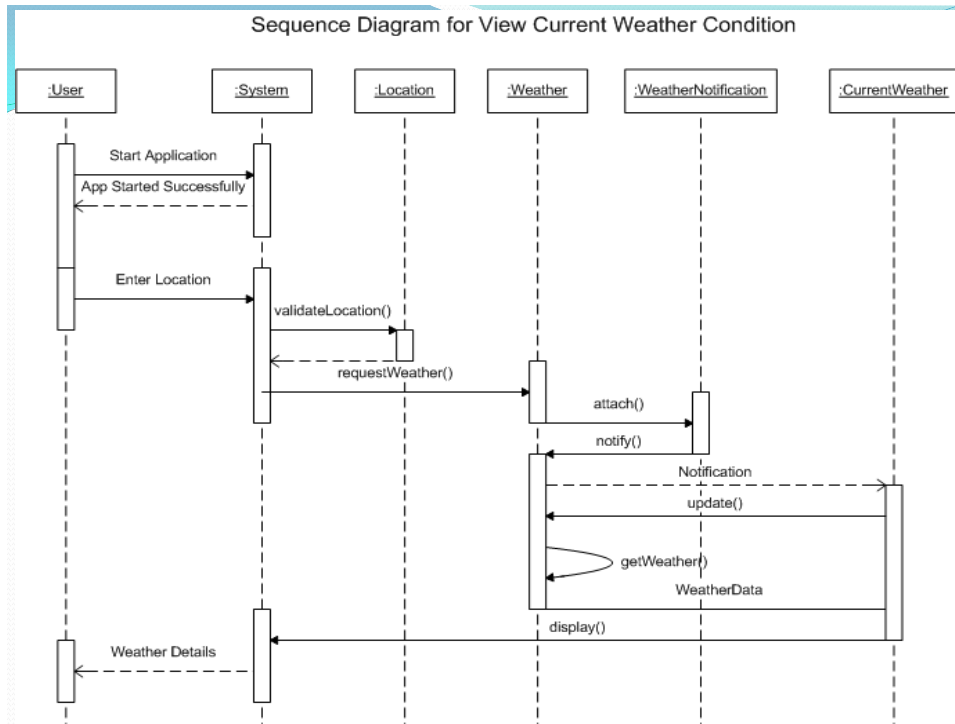 Sequence Diagram for View Current Weather Condition
:User
:System
:Location
:Weather
:WeatherNotification
:CurrentWeather
Start Application
App Started Successfully
Enter Location
validateLocation()
requestWeather()
attach()
notify()
Notification
update()
getWeather()
WeatherData
display()
Weather Details